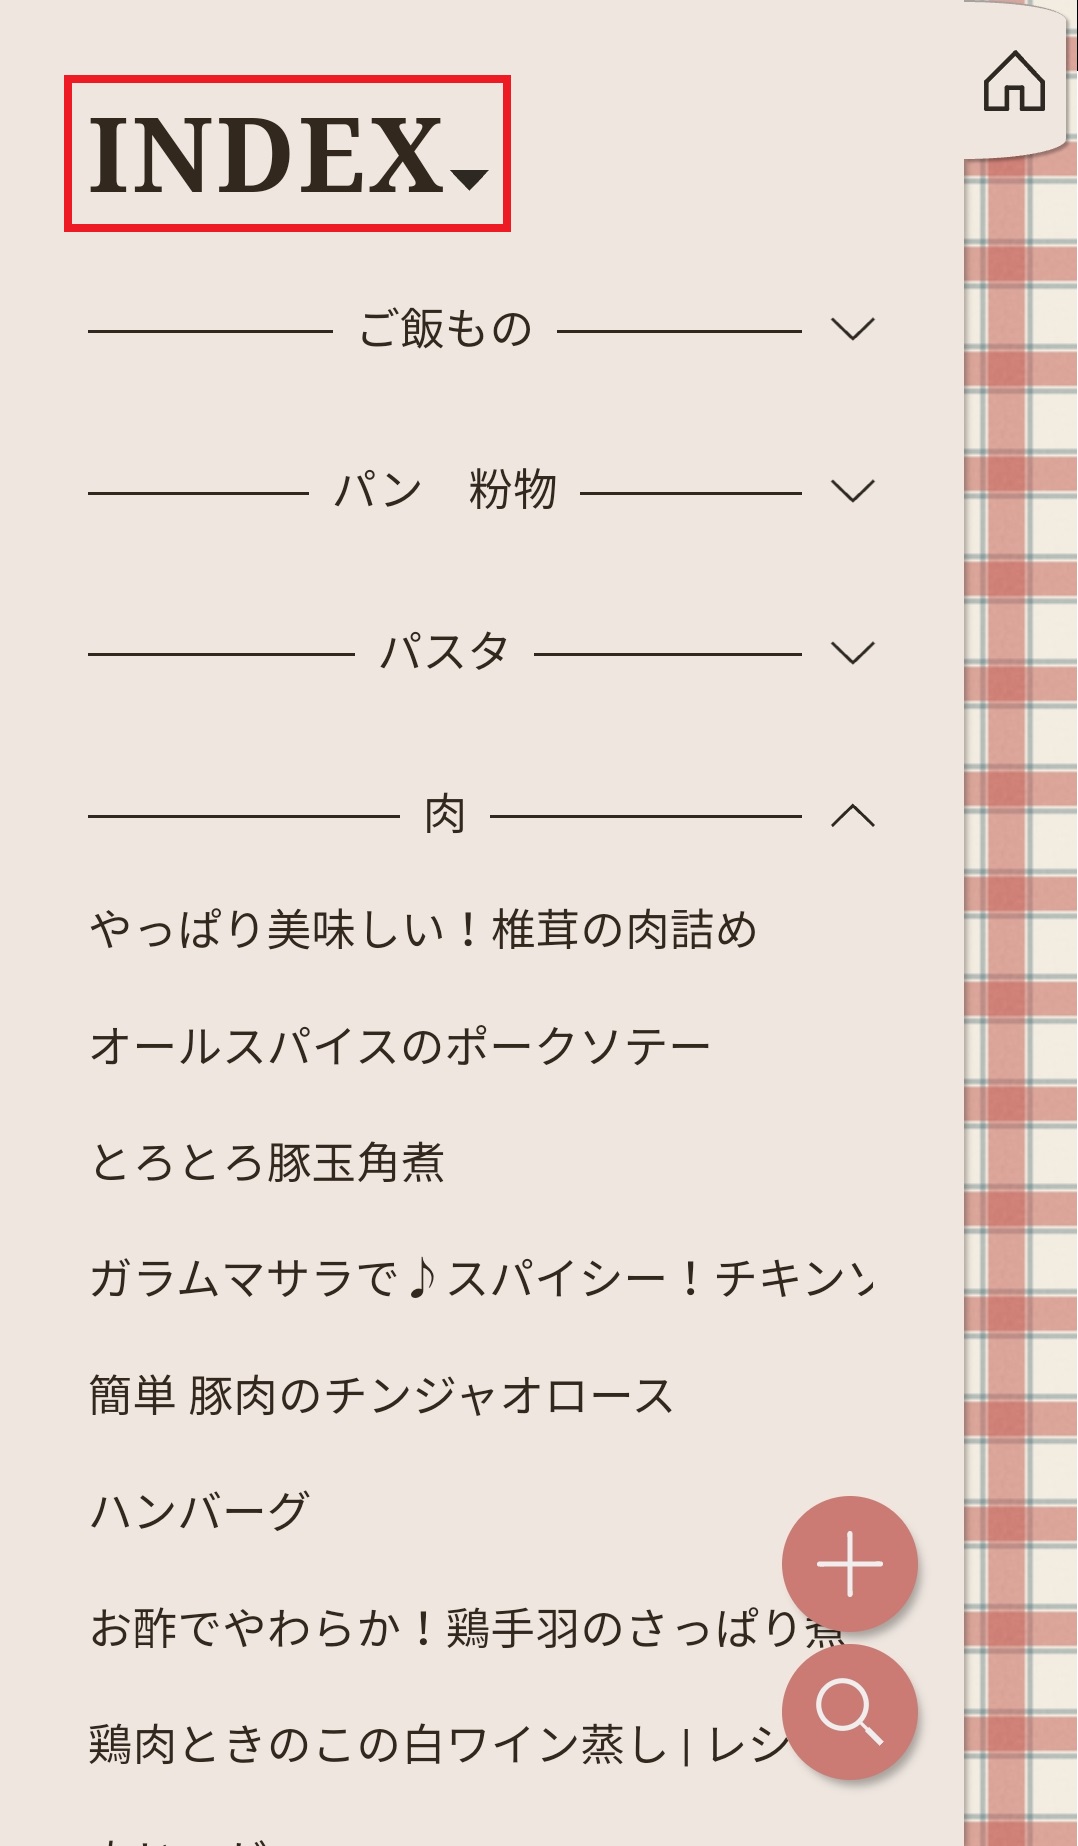 INDEX
ご飯もの
パン　粉物
パスタ
肉
やっぱり美味しい！椎茸の肉詰め
オールスパイスのポークソテー
とろとろ豚玉角煮
ガラムマサラで♪スパイシー！チキンソ
簡単 豚肉のチンジャオロース
ハンバーグ
お酢でやわらか！鶏手羽のさっぱり煮
鶏肉ときのこの白ワイン蒸し | レシ